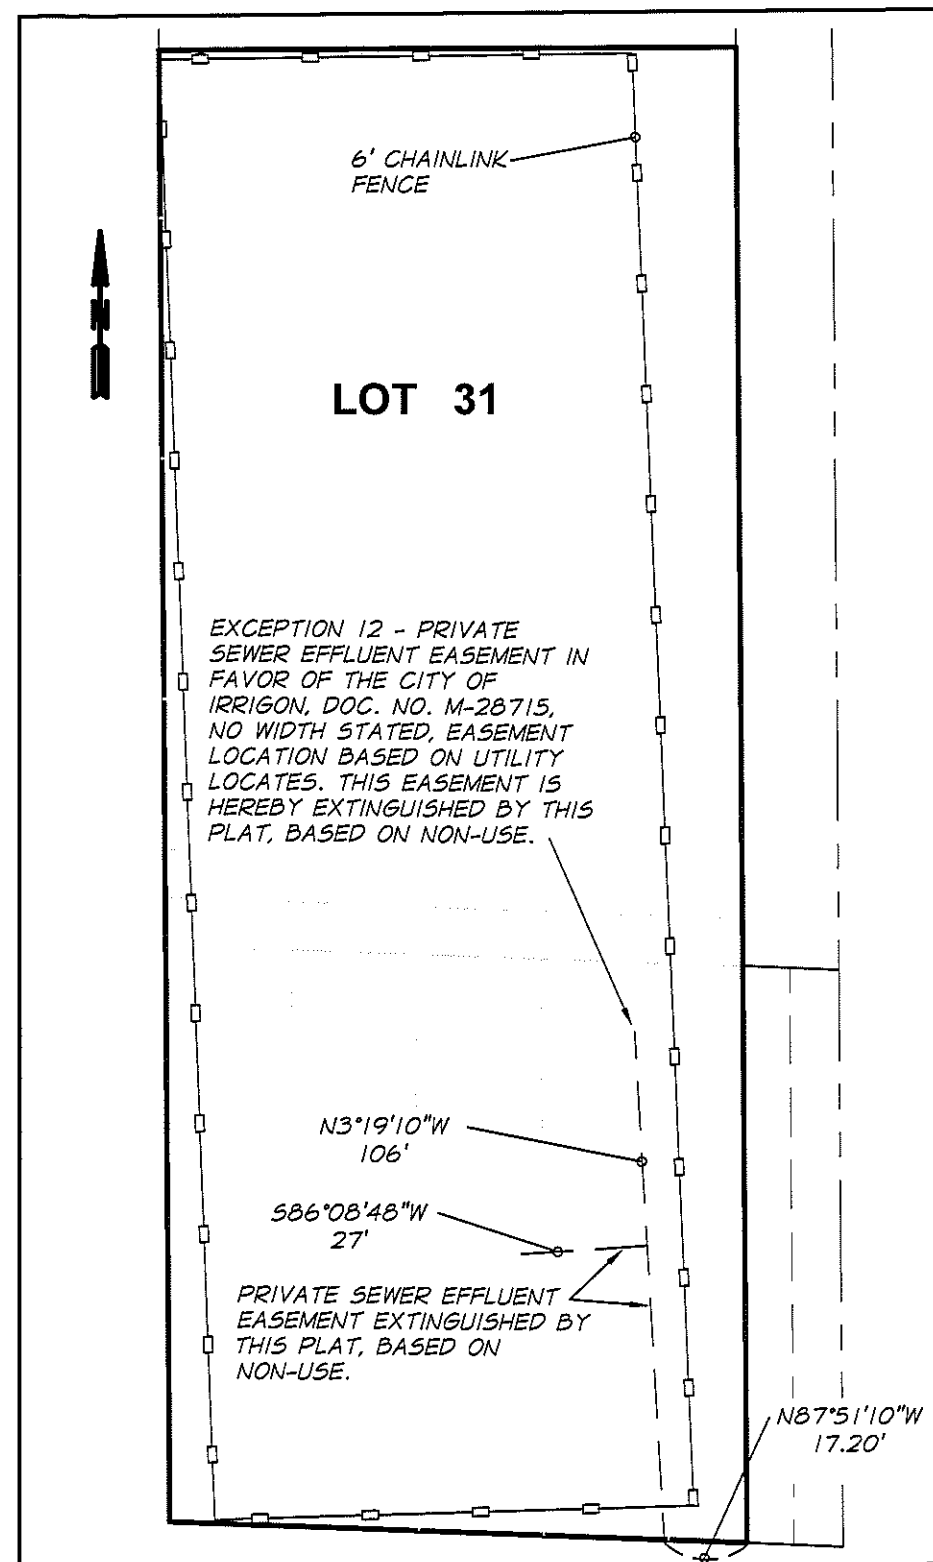 6' CHAINLINK
FENCE
N
LOT 31
EXCEPTION 12 - PRIVATE
SEWER EFFLUENT EASEMENT IN
FAVOR OF THE CITY OF
IRRIGON, DOC. NO. M-28715,
NO WIDTH STATED, EASEMENT
LOCATION BASED ON UTILITY
LOCATES. THIS EASEMENT IS
HEREBY EXTINGUISHED BY THIS
PLAT, BASED ON NON-USE.
N3°19'10"W
106'
S86°08'48"W
27'
PRIVATE SEWER EFFLUENT
EASEMENT EXTINGUISHED BY
THIS PLAT, BASED ON
NON-USE.
N87°51'10"W
17.20'